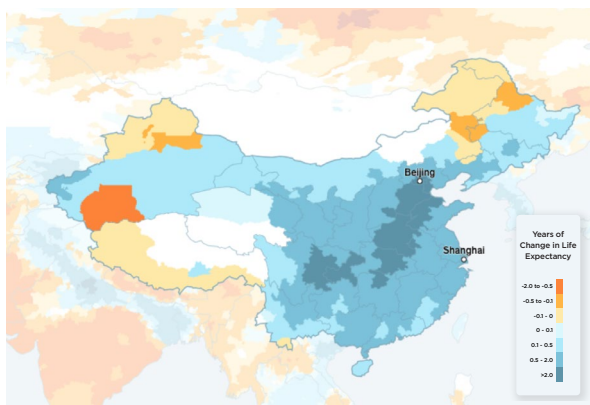 Beijing
Shanghai
Years of
Change in Life
Expectancy
-2.0 to -0.5
-0.5 to -0.1
-0.1 - 0
0 - 0.1
0.1 - 0.5
0.5 - 2.0
>2.0